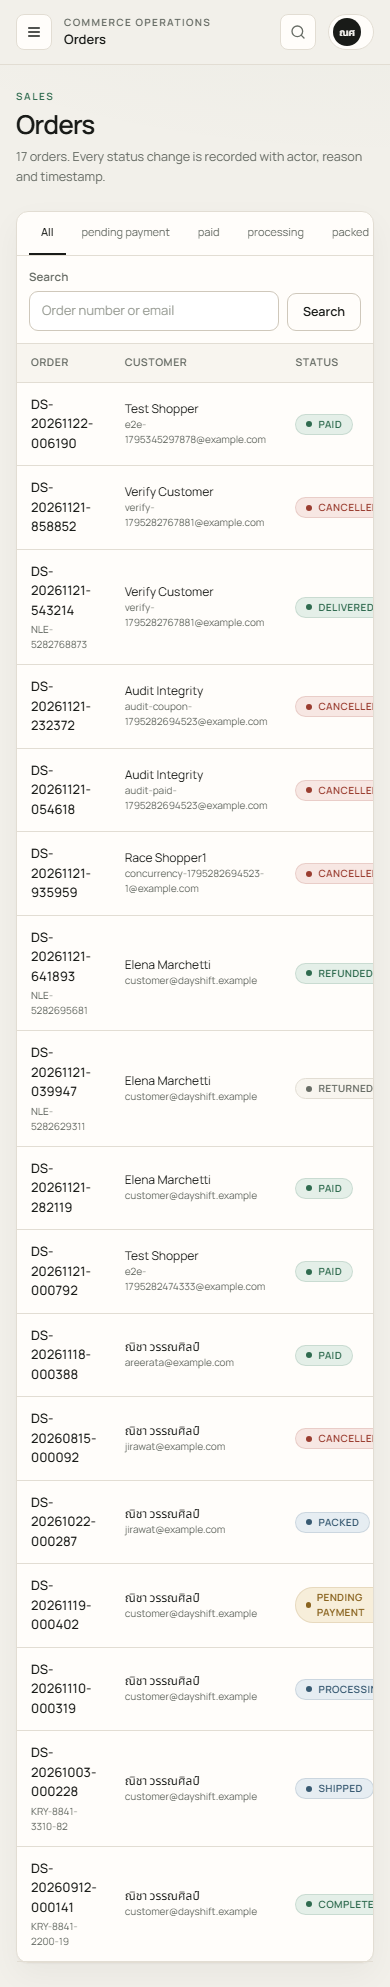 COMMERCE OPERATIONS
Orders
ณศ
SALES
Orders
17 orders. Every status change is recorded with actor, reason
and timestamp.
All pending payment paid processing packed
Search
Order number or email
Search
ORDER CUSTOMER STATUS
DS-
20261122-
006190
Test Shopper
e2e-
1795345297878@example.com
PAID
DS-
20261121-
858852
Verify Customer
verify-
1795282767881@example.com
CANCELLE
DS-
20261121-
543214
NLE-
5282768873
Verify Customer
verify-
1795282767881@example.com
DELIVERED
DS-
20261121-
232372
Audit Integrity
audit-coupon-
1795282694523@example.com
CANCELLE
DS-
20261121-
054618
Audit Integrity
audit-paid-
1795282694523@example.com
CANCELLE
DS-
20261121-
935959
Race Shopper1
concurrency-1795282694523-
1@example.com
CANCELLE
DS-
20261121-
641893
NLE-
5282695681
Elena Marchetti
customer@dayshift.example
REFUNDED
DS-
20261121-
039947
NLE-
5282629311
Elena Marchetti
customer@dayshift.example
RETURNED
DS-
20261121-
282119
Elena Marchetti
customer@dayshift.example
PAID
DS-
20261121-
000792
Test Shopper
e2e-
1795282474333@example.com
PAID
DS-
20261118-
000388
ณิชา วรรณศิลป์
areerata@example.com
PAID
DS-
20260815-
000092
ณิชา วรรณศิลป์
jirawat@example.com
CANCELLE
DS-
20261022-
000287
ณิชา วรรณศิลป์
jirawat@example.com
PACKED
DS-
20261119-
000402
ณิชา วรรณศิลป์
customer@dayshift.example
PENDING
PAYMENT
DS-
20261110-
000319
ณิชา วรรณศิลป์
customer@dayshift.example
PROCESSIN
DS-
20261003-
000228
KRY-8841-
3310-82
ณิชา วรรณศิลป์
customer@dayshift.example
SHIPPED
DS-
20260912-
000141
KRY-8841-
2200-19
ณิชา วรรณศิลป์
customer@dayshift.example
COMPLETE